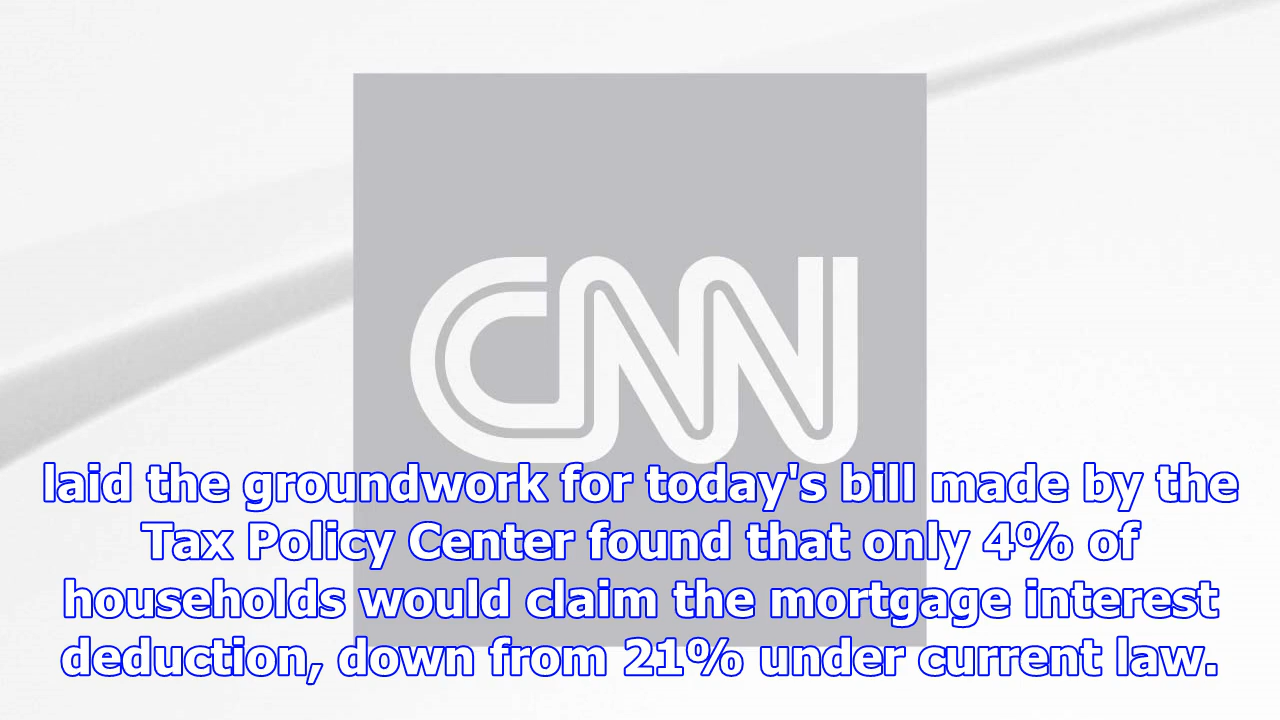 CNN
laid the groundwork for today's bill made by the
Tax Policy Center found that only 4% of
households would claim the mortgage interest
deduction, down from 21% under current law.